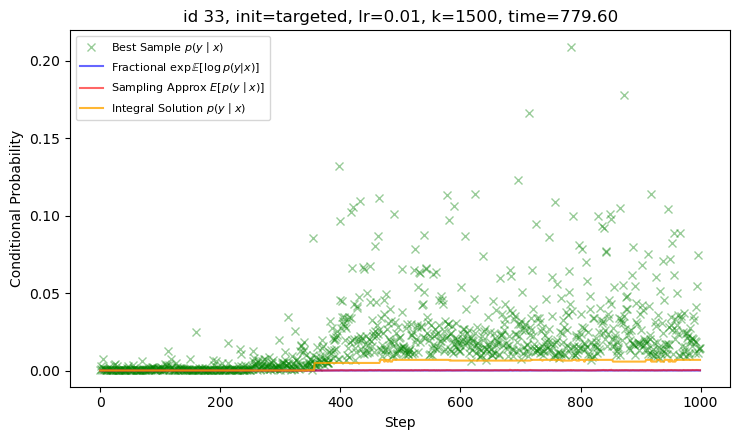 id 33, init=targeted, lr=0.01, k=1500, time=779.60
Best Sample p(y | x)
Fractional exp𝔼[log p(y|x)]
Sampling Approx E[p(y | x)]
Integral Solution p(y | x)
Conditional Probability
0.20
0.15
0.10
0.05
0.00
0 200 400 600 800 1000
Step